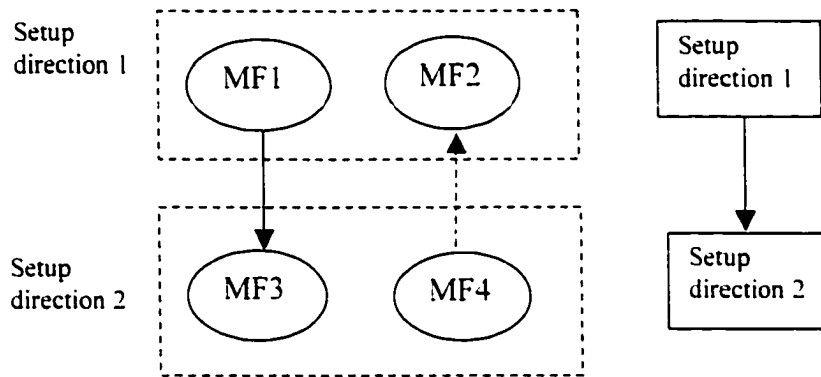 Setup
direction 1
MF1
MF2
Setup
direction 1
Setup
direction 2
MF3
MF4
Setup
direction 2